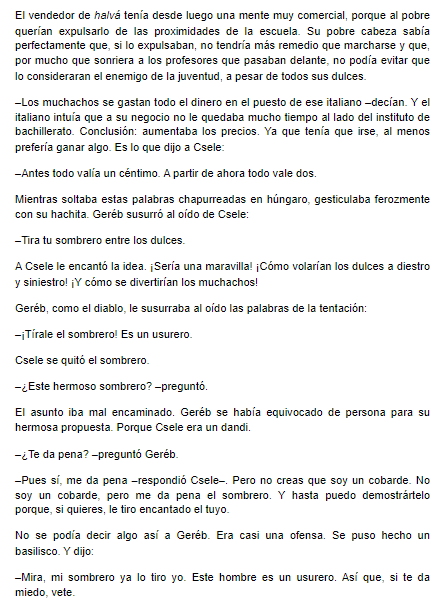 El vendedor de halvá tenía desde luego una mente muy comercial, porque al pobre
querían expulsarlo de las proximidades de la escuela. Su pobre cabeza sabía
perfectamente que, si lo expulsaban, no tendría más remedio que marcharse y que,
por mucho que sonriera a los profesores que pasaban delante, no podía evitar que
lo consideraran el enemigo de la juventud, a pesar de todos sus dulces.
–Los muchachos se gastan todo el dinero en el puesto de ese italiano –decían. Y el
italiano intuía que a su negocio no le quedaba mucho tiempo al lado del instituto de
bachillerato. Conclusión: aumentaba los precios. Ya que tenía que irse, al menos
prefería ganar algo. Es lo que dijo a Csele:
–Antes todo valía un céntimo. A partir de ahora todo vale dos.
Mientras soltaba estas palabras chapurreadas en húngaro, gesticulaba ferozmente
con su hachita. Geréb susurró al oído de Csele:
–Tira tu sombrero entre los dulces.
A Csele le encantó la idea. ¡Sería una maravilla! ¡Cómo volarían los dulces a diestro
y siniestro! ¡Y cómo se divertirían los muchachos!
Geréb, como el diablo, le susurraba al oído las palabras de la tentación:
–¡Tírale el sombrero! Es un usurero.
Csele se quitó el sombrero.
–¿Este hermoso sombrero? –preguntó.
El asunto iba mal encaminado. Geréb se había equivocado de persona para su
hermosa propuesta. Porque Csele era un dandi.
–¿Te da pena? –preguntó Geréb.
–Pues sí, me da pena –respondió Csele–. Pero no creas que soy un cobarde. No
soy un cobarde, pero me da pena el sombrero. Y hasta puedo demostrártelo
porque, si quieres, le tiro encantado el tuyo.
No se podía decir algo así a Geréb. Era casi una ofensa. Se puso hecho un
basilisco. Y dijo:
–Mira, mi sombrero ya lo tiro yo. Este hombre es un usurero. Así que, si te da
miedo, vete.